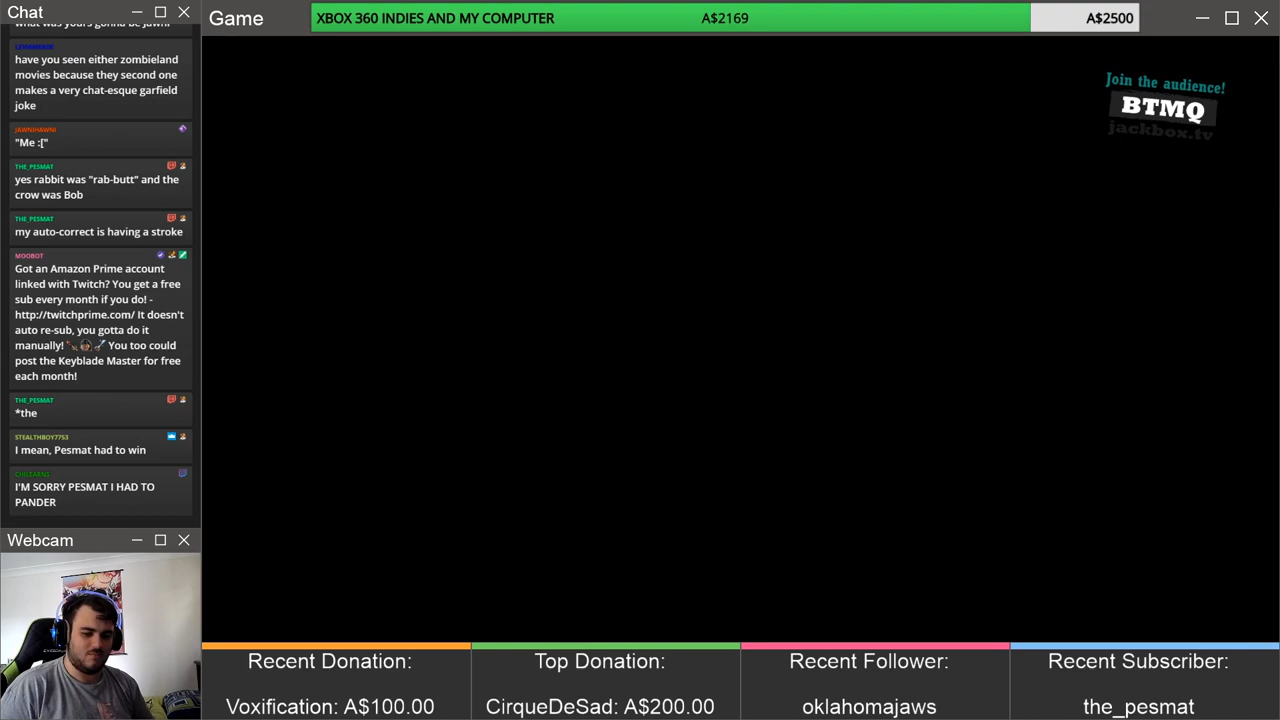 Chat
Game
XBOX 360 INDIES AND MY COMPUTER
A$2169
A$2500
have you seen either zombieland
movies because they second one
makes a very chat-esque garfield
joke
JAWNIHAWNI
"Me :["
THE_PESMAT
yes rabbit was "rab-butt" and the
crow was Bob
THE_PESMAT
my auto-correct is having a stroke
MOOBOT
Got an Amazon Prime account
linked with Twitch? You get a free
sub every month if you do! -
http://twitchprime.com/ It doesn't
auto re-sub, you gotta do it
manually! You too could
post the Keyblade Master for free
each month!
THE_PESMAT
*the
STEALTHBOY7753
I mean, Pesmat had to win
I'M SORRY PESMAT I HAD TO
PANDER
Join the audience!
BTMQ
jackbox.tv
Webcam
Recent Donation:
Voxification: A$100.00
Top Donation:
CirqueDeSad: A$200.00
Recent Follower:
oklahomajaws
Recent Subscriber:
the_pesmat